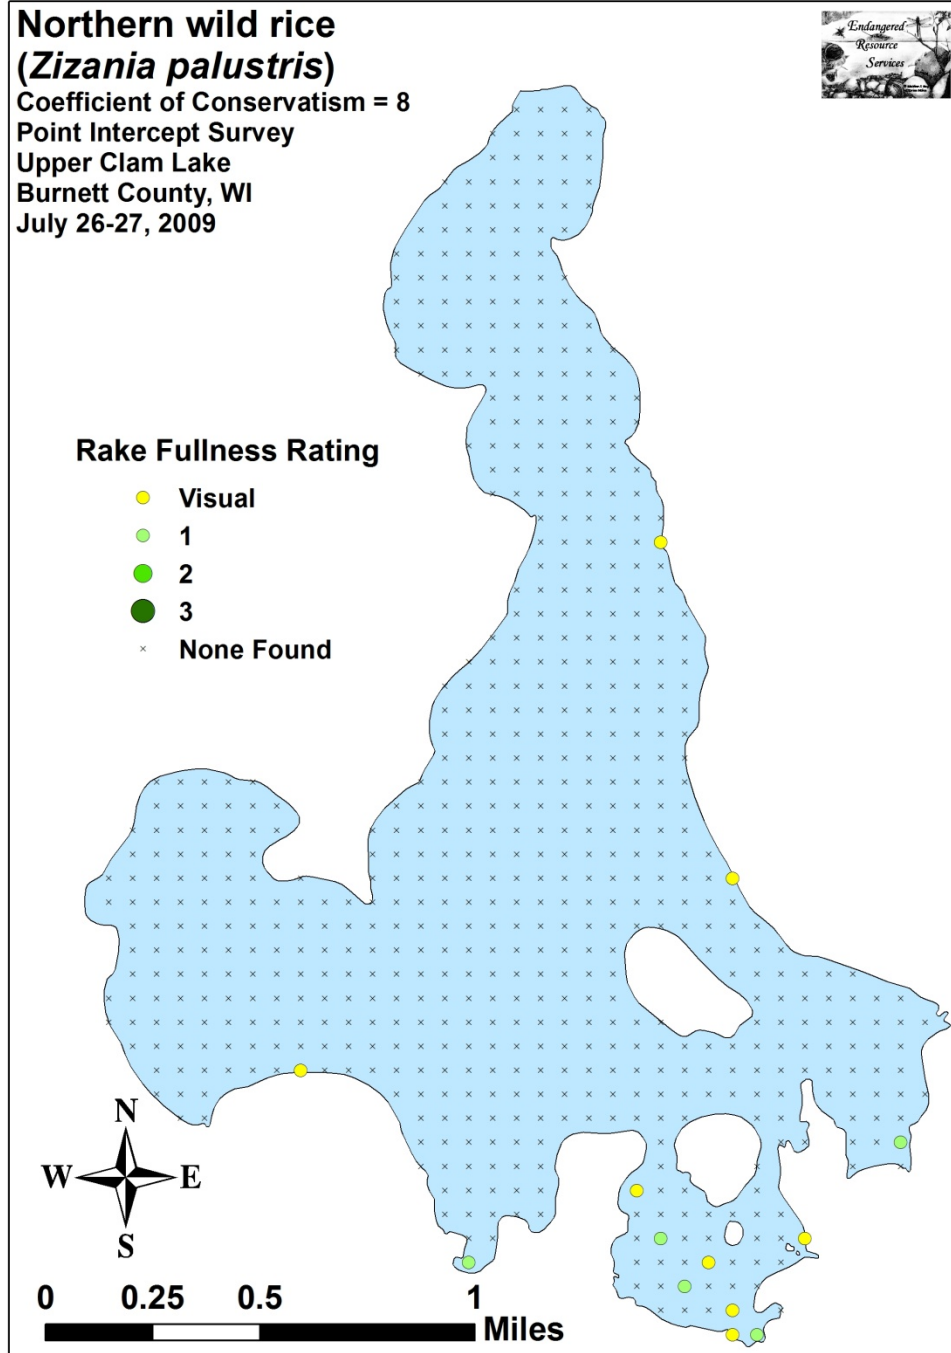 Northern wild rice
(Zizania palustris)
Coefficient of Conservatism = 8
Point Intercept Survey
Upper Clam Lake
Burnett County, WI
July 26-27, 2009
Endangered
Resource
Services
Rake Fullness Rating
Visual
1
2
3
None Found
N
W E
S
0 0.25 0.5 1
Miles